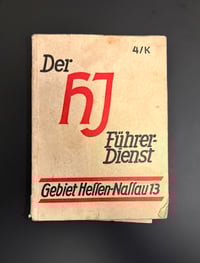 4/K
Der
HJ
Führer-
Dienst
Gebiet Hessen-Nassau 13